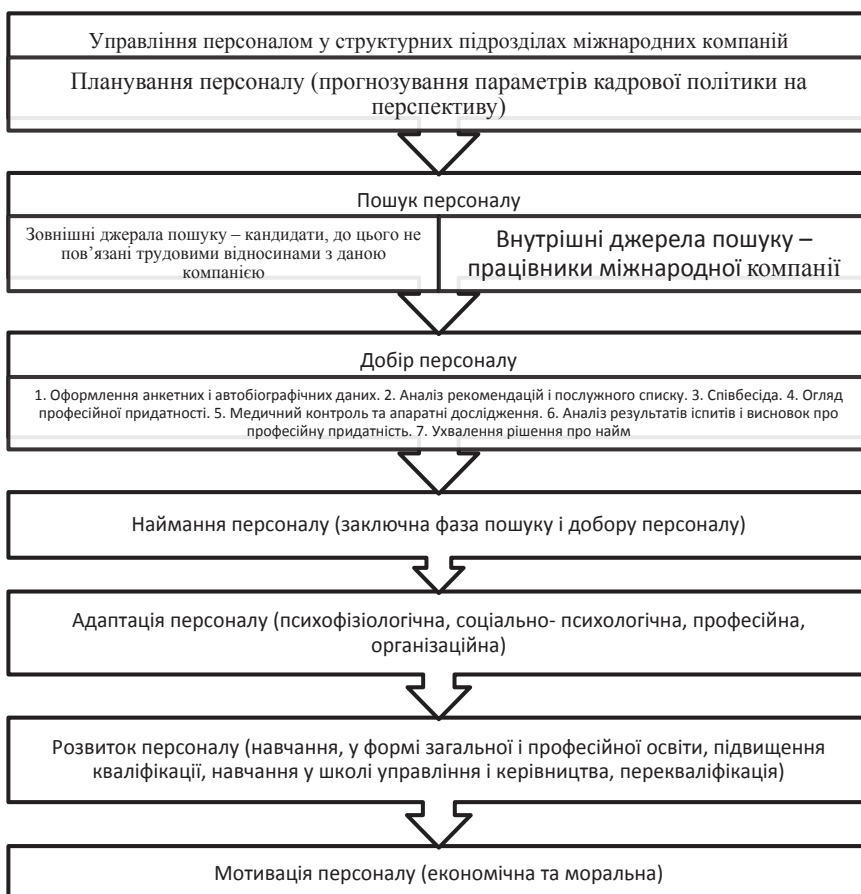 Управління персоналом у структурних підрозділах міжнародних компаній
Планування персоналу (прогнозування параметрів кадрової політики на
перспективу)
Пошук персоналу
Зовнішні джерала пошуку – кандидати, до цього не
пов’язані трудовими відносинами з даною
компанією
Внутрішні джерела пошуку –
працівники міжнародної компанії
Добір персоналу
1. Оформлення анкетних і автобіографічних даних. 2. Аналіз рекомендацій і послужного списку. 3. Співбесіда. 4. Огляд
професійної придатності. 5. Медичний контроль та апаратні дослідження. 6. Аналіз результатів іспитів і висновок про
професійну придатність. 7. Ухвалення рішення про найм
Наймання персоналу (заключна фаза пошуку і добору персоналу)
Адаптація персоналу (психофізіологічна, соціально- психологічна, професійна,
організаційна)
Розвиток персоналу (навчання, у формі загальної і професійної освіти, підвищення
кваліфікації, навчання у школі управління і керівництва, перекваліфікація)
Мотивація персоналу (економічна та моральна)